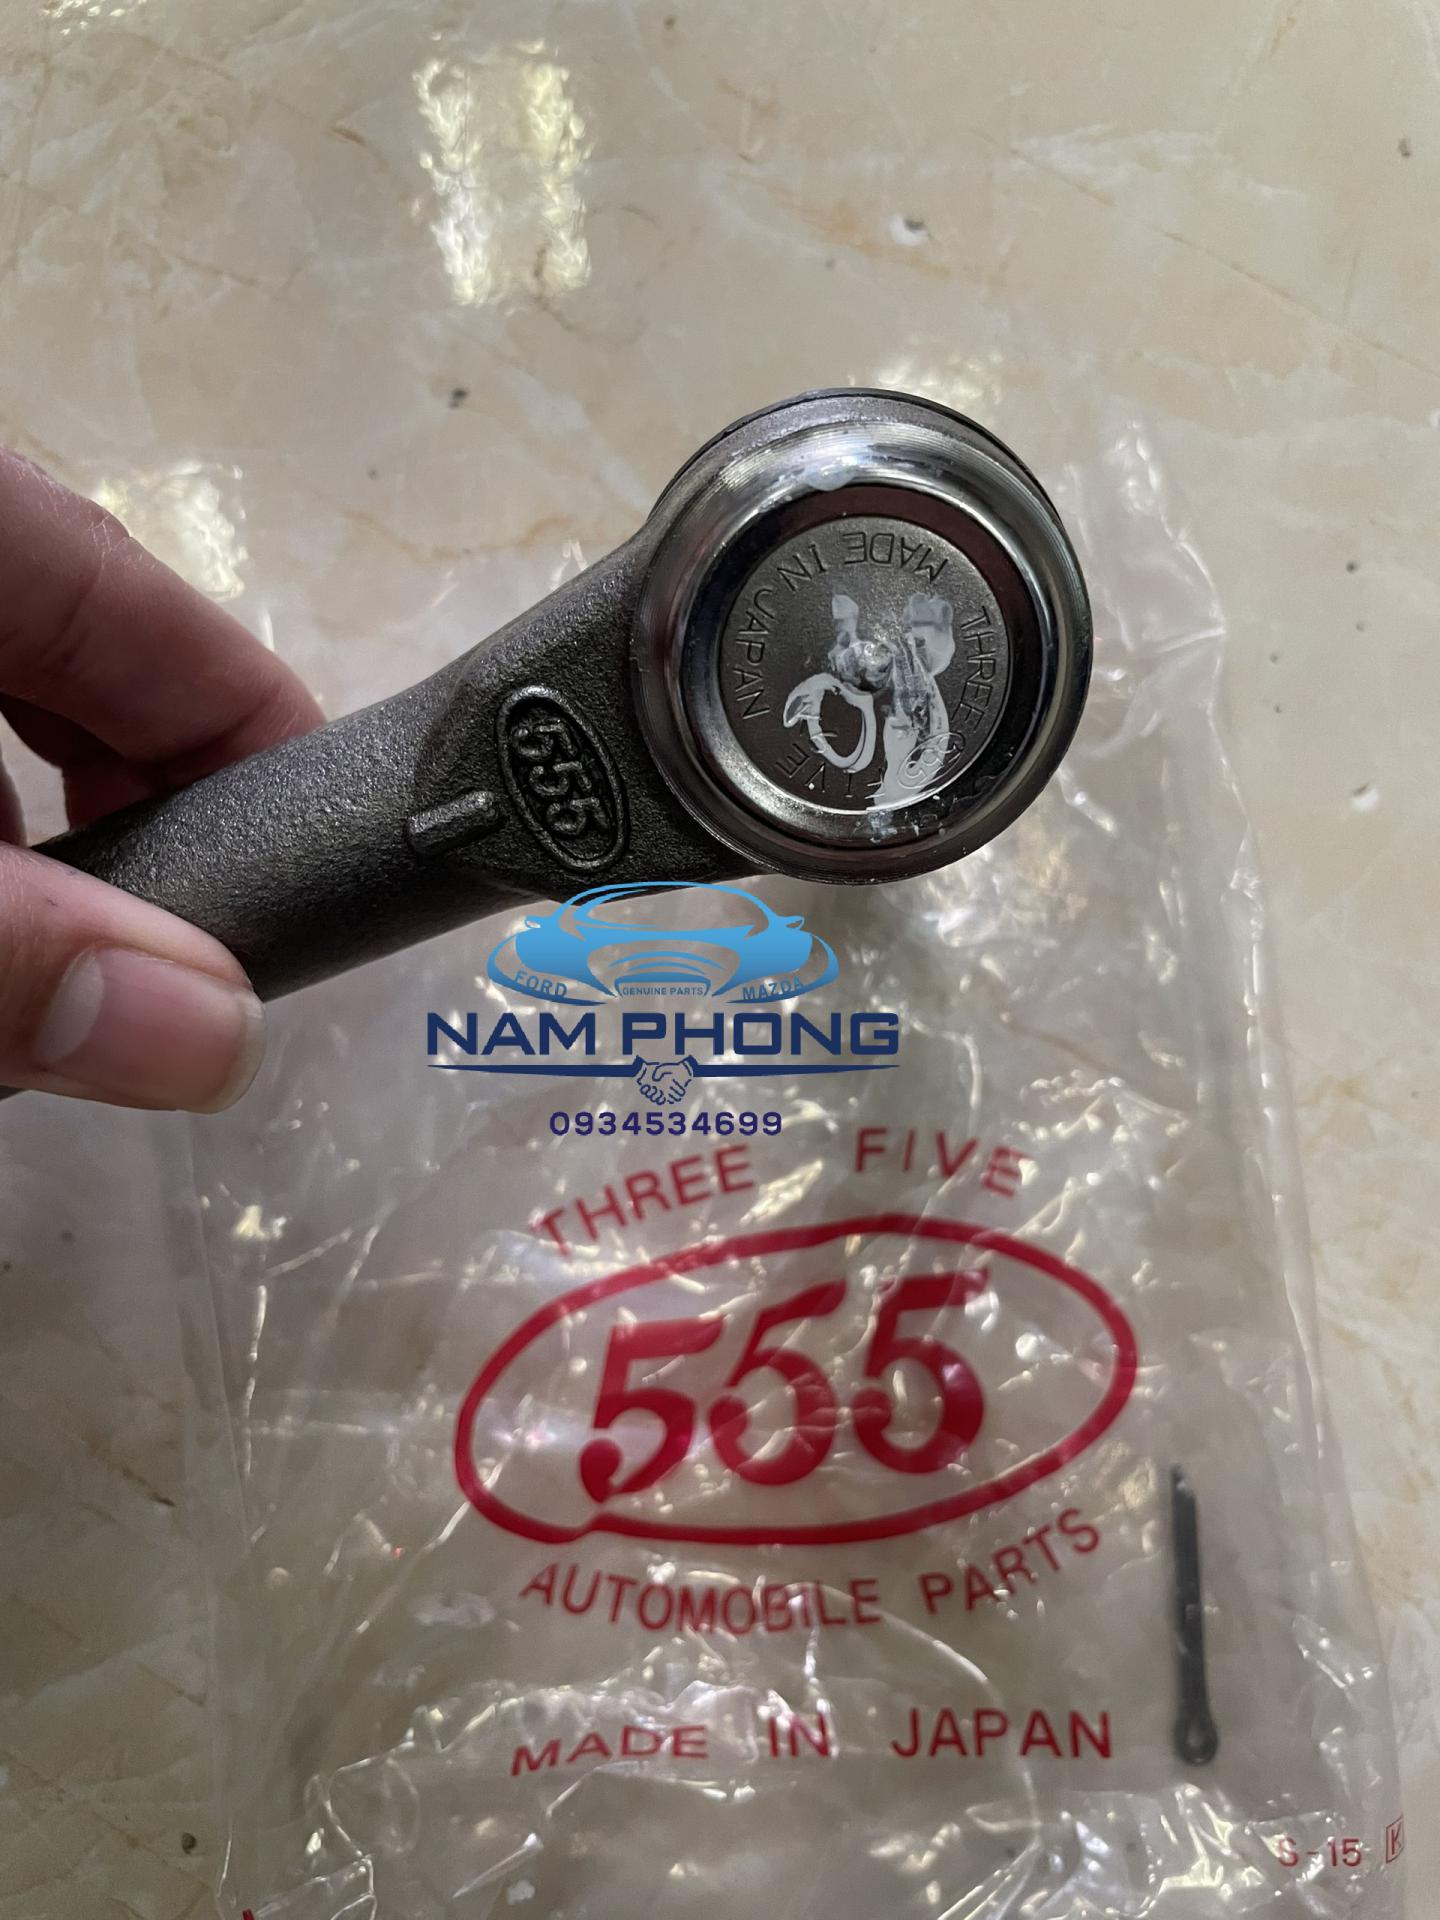 MADE IN JAPAN
THREE FIVE 555
555
FORD
GENUINE PARTS
MAZDA
NAM PHONG
0934534699
THREE FIVE
555
AUTOMOBILE PARTS
MADE IN JAPAN
S-15 K